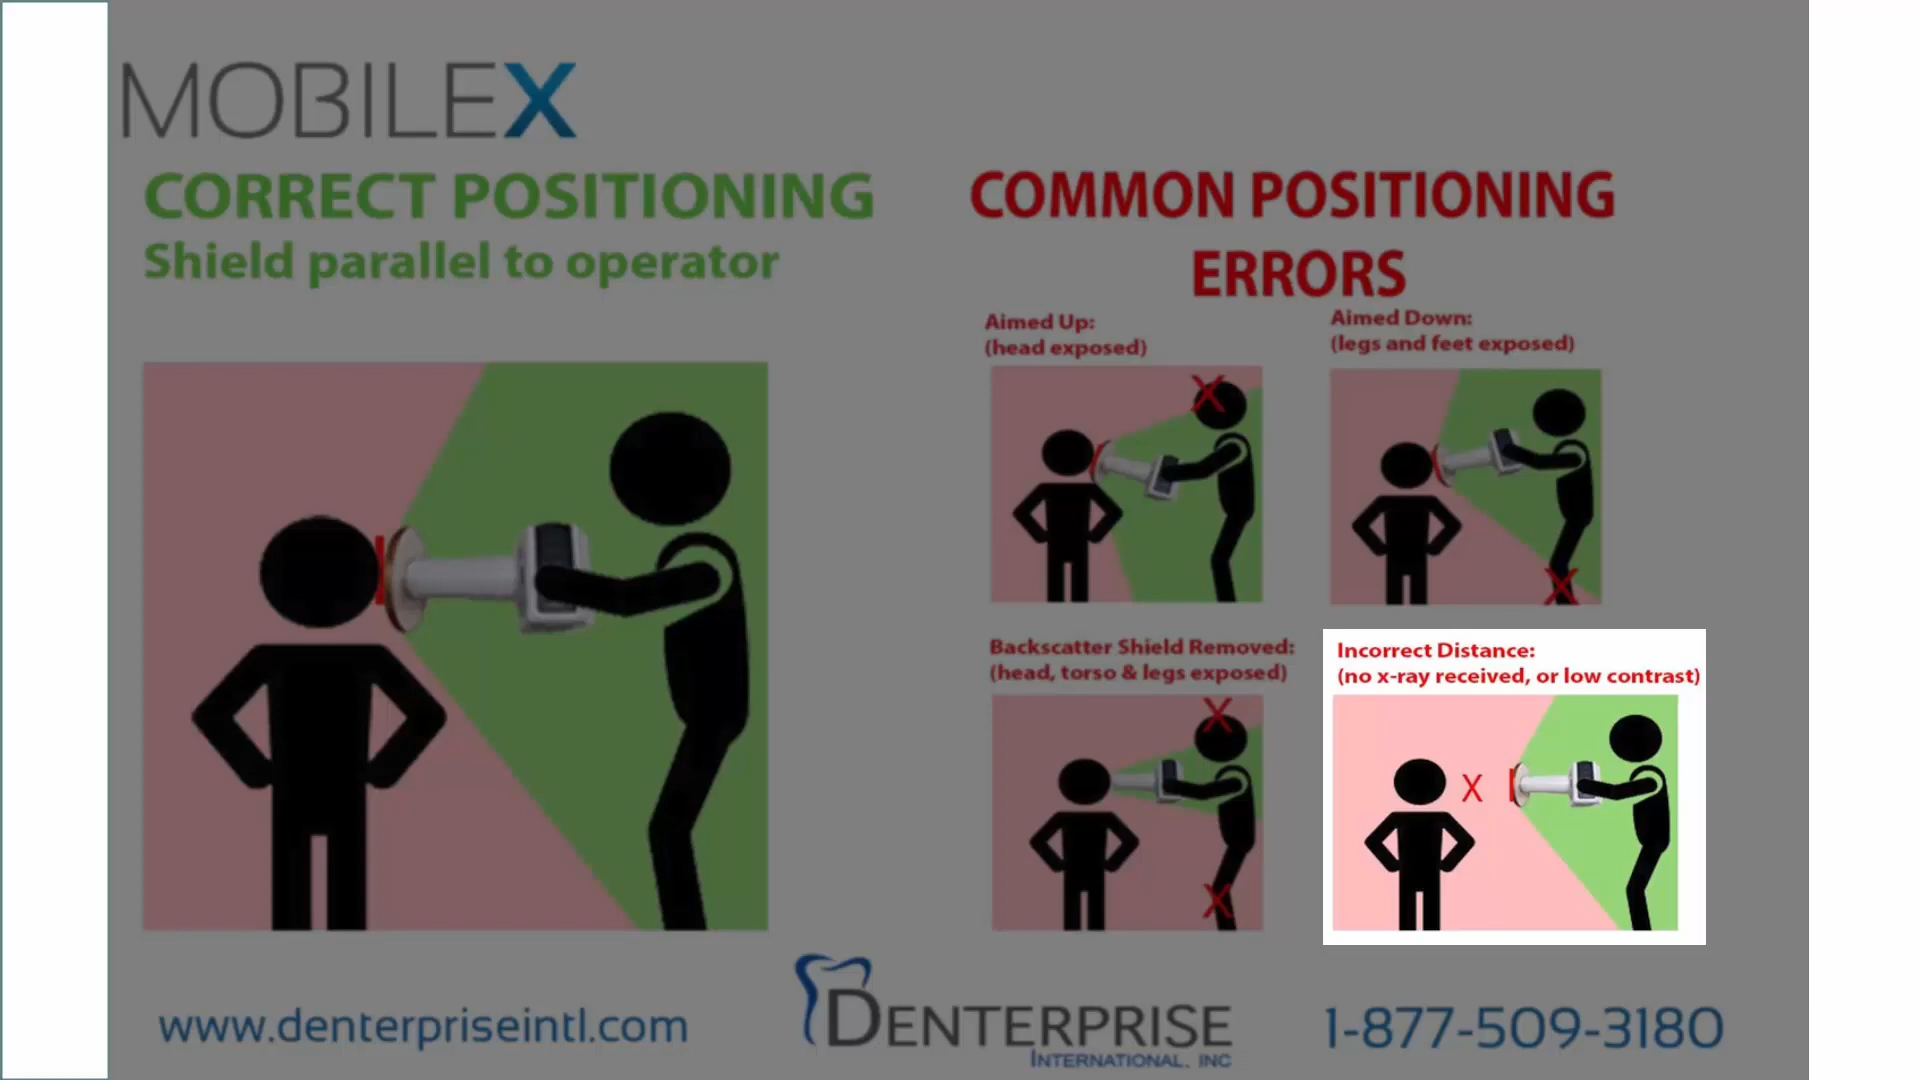 MOBILEX
CORRECT POSITIONING
Shield parallel to operator
COMMON POSITIONING
ERRORS
Aimed Up:
(head exposed)
Aimed Down:
(legs and feet exposed)
X
X
Backscatter Shield Removed:
(head, torso & legs exposed)
X
X
Incorrect Distance:
(no x-ray received, or low contrast)
X
www.denterpriseintl.com
DENTERPRISE
INTERNATIONAL, INC
1-877-509-3180